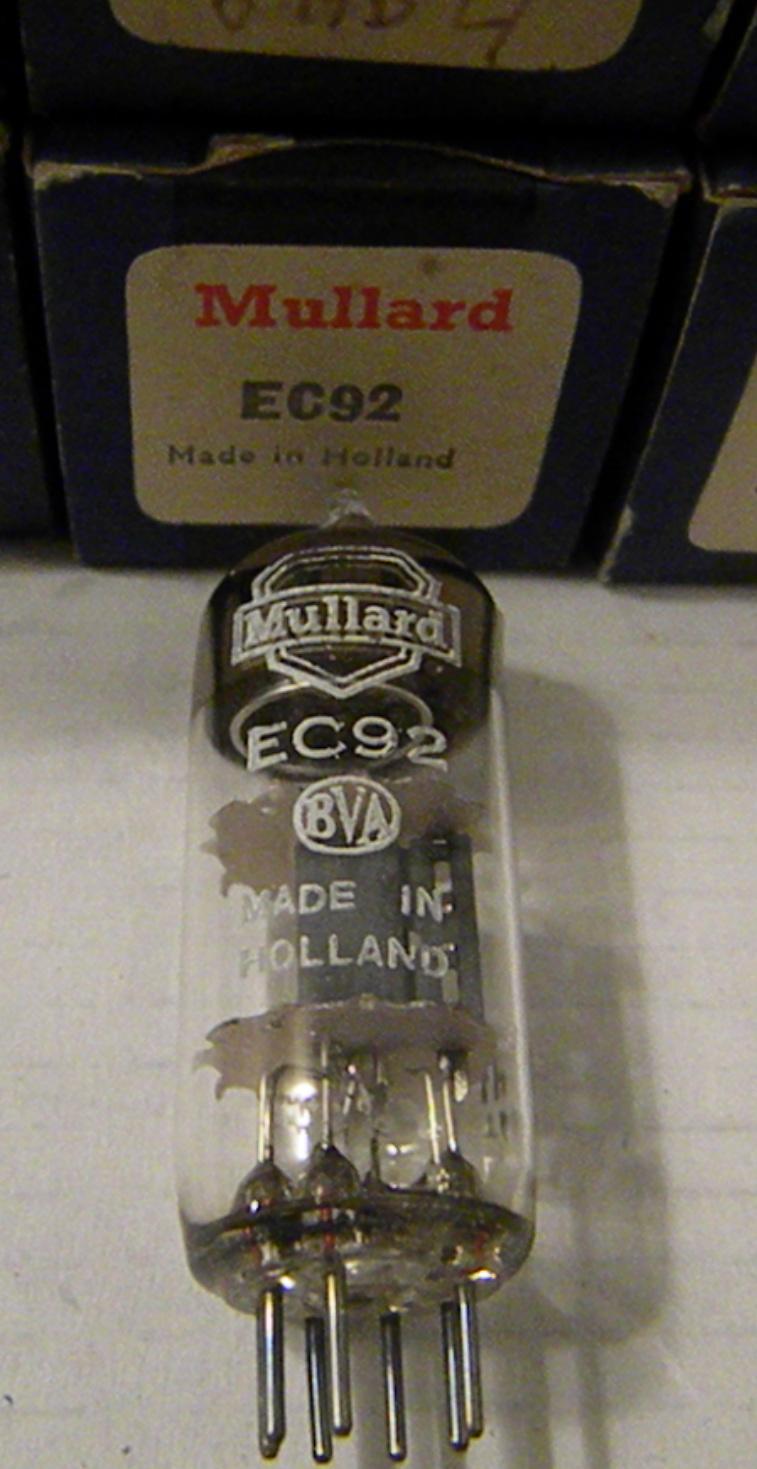 Mullard
EC92
Made in Holland
Mullard
EC92
BVA
MADE IN
HOLLAND